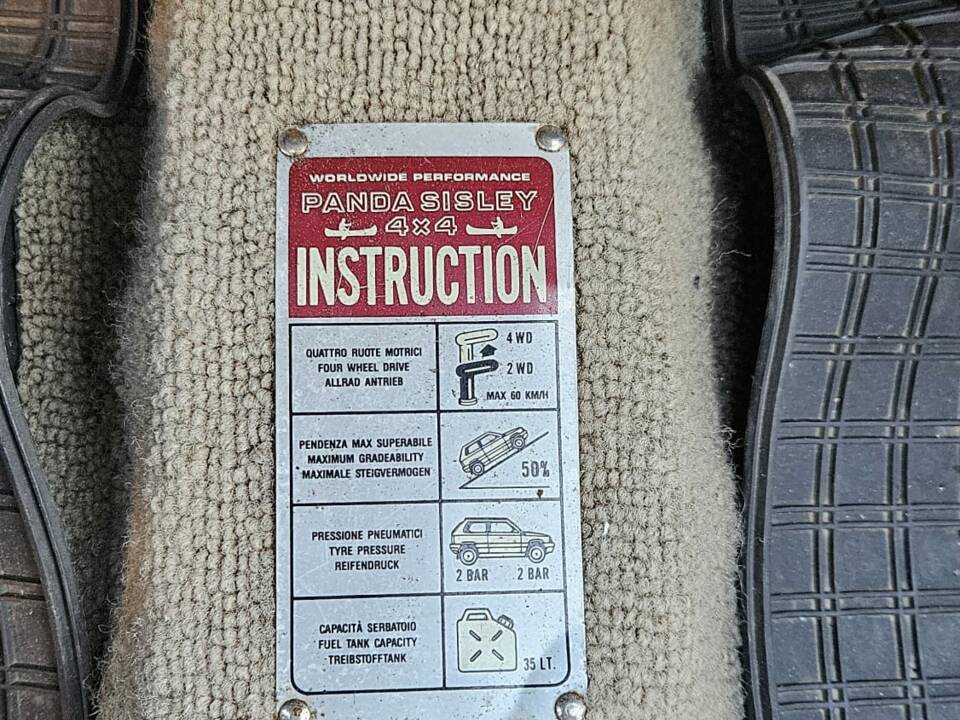 WORLDWIDE PERFORMANCE
PANDA SISLEY
4x4
INSTRUCTION
QUATTRO RUOTE MOTRICI
FOUR WHEEL DRIVE
ALLRAD ANTRIEB
4 WD
2 WD
MAX 60 KM/H
PENDENZA MAX SUPERABILE
MAXIMUM GRADEABILITY
MAXIMALE STEIGVERMOGEN
50%
PRESSIONE PNEUMATICI
TYRE PRESSURE
REIFENDRUCK
2 BAR 2 BAR
CAPACITÀ SERBATOIO
FUEL TANK CAPACITY
TREIBSTOFFTANK
35 LT.